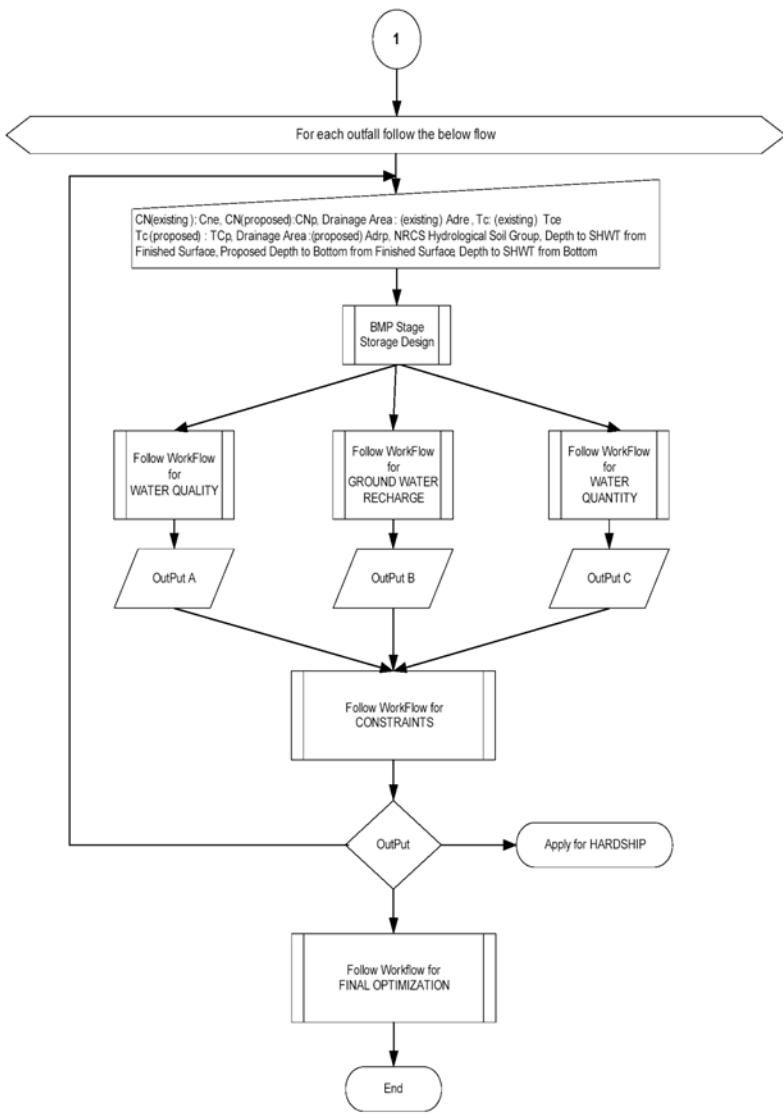 1
For each outfall follow the below flow
CN(existing): Cne, CN(proposed):CNp, Drainage Area: (existing) Adre, Tc: (existing) Tce
Tc(proposed) : TCp, Drainage Area:(proposed) Adrp, NRCS Hydrological Soil Group, Depth to SHWT from
Finished Surface, Proposed Depth to Bottom from Finished Surface, Depth to SHWT from Bottom
BMP Stage
Storage Design
Follow WorkFlow
for
WATER QUALITY
Follow WorkFlow
for
GROUND WATER
RECHARGE
Follow WorkFlow
for
WATER
QUANTITY
OutPut A
OutPut B
OutPut C
Follow WorkFlow for
CONSTRAINTS
OutPut
Apply for HARDSHIP
Follow Workflow for
FINAL OPTIMIZATION
End